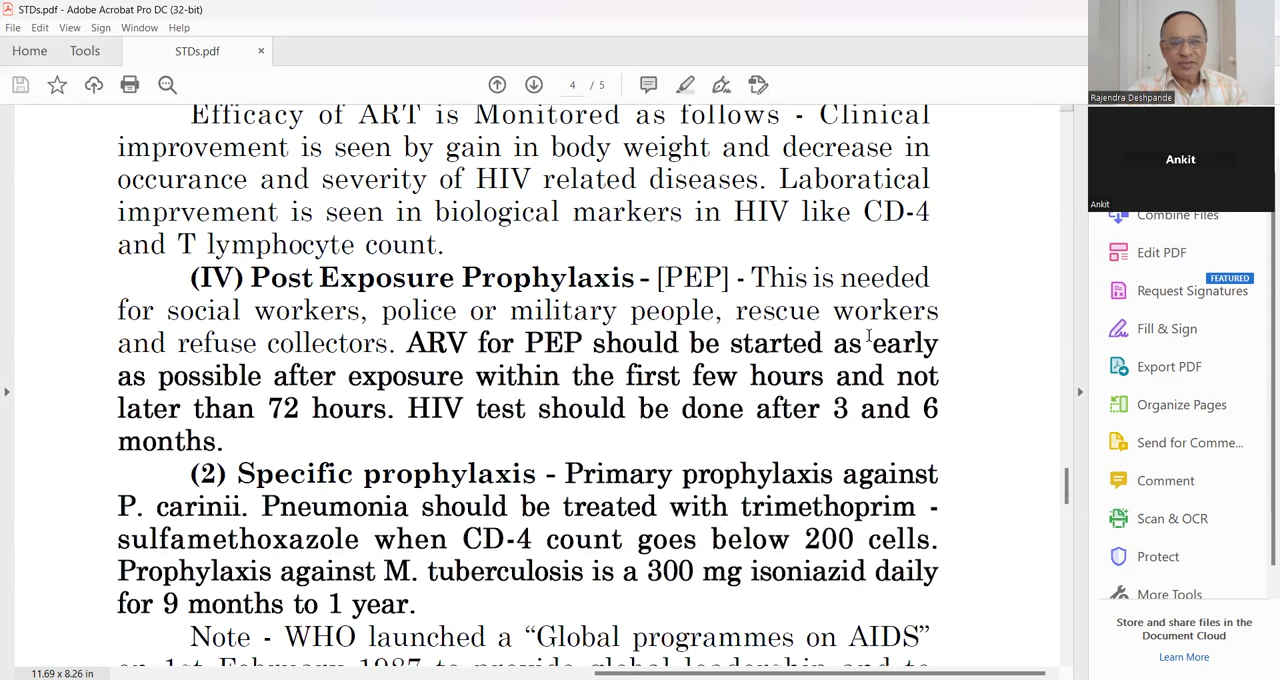 STDs.pdf - Adobe Acrobat Pro DC (32-bit)
File Edit View Sign Window Help
Home Tools STDs.pdf ×
4 / 5
Efficacy of ART is Monitored as follows - Clinical
improvement is seen by gain in body weight and decrease in
occurance and severity of HIV related diseases. Laboratical
imprvement is seen in biological markers in HIV like CD-4
and T lymphocyte count.
(IV) Post Exposure Prophylaxis - [PEP] - This is needed
for social workers, police or military people, rescue workers
and refuse collectors. ARV for PEP should be started as early
as possible after exposure within the first few hours and not
later than 72 hours. HIV test should be done after 3 and 6
months.
(2) Specific prophylaxis - Primary prophylaxis against
P. carinii. Pneumonia should be treated with trimethoprim -
sulfamethoxazole when CD-4 count goes below 200 cells.
Prophylaxis against M. tuberculosis is a 300 mg isoniazid daily
for 9 months to 1 year.
Note - WHO launched a “Global programmes on AIDS”
on 1st February 1987 to provide global leadership and to
11.69 x 8.26 in
Rajendra Deshpande
Ankit
Ankit
Combine Files
Edit PDF
FEATURED
Request Signatures
Fill & Sign
Export PDF
Organize Pages
Send for Comme...
Comment
Scan & OCR
Protect
More Tools
Store and share files in the
Document Cloud
Learn More